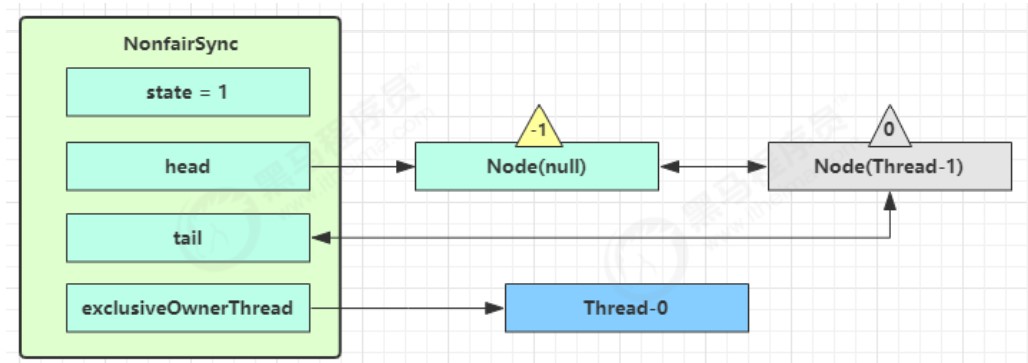 NonfairSync
state = 1
head
tail
exclusiveOwnerThread
-1
Node(null)
0
Node(Thread-1)
Thread-0
黑马程序员
www.itheima.com
黑马程序员
www.itheima.com